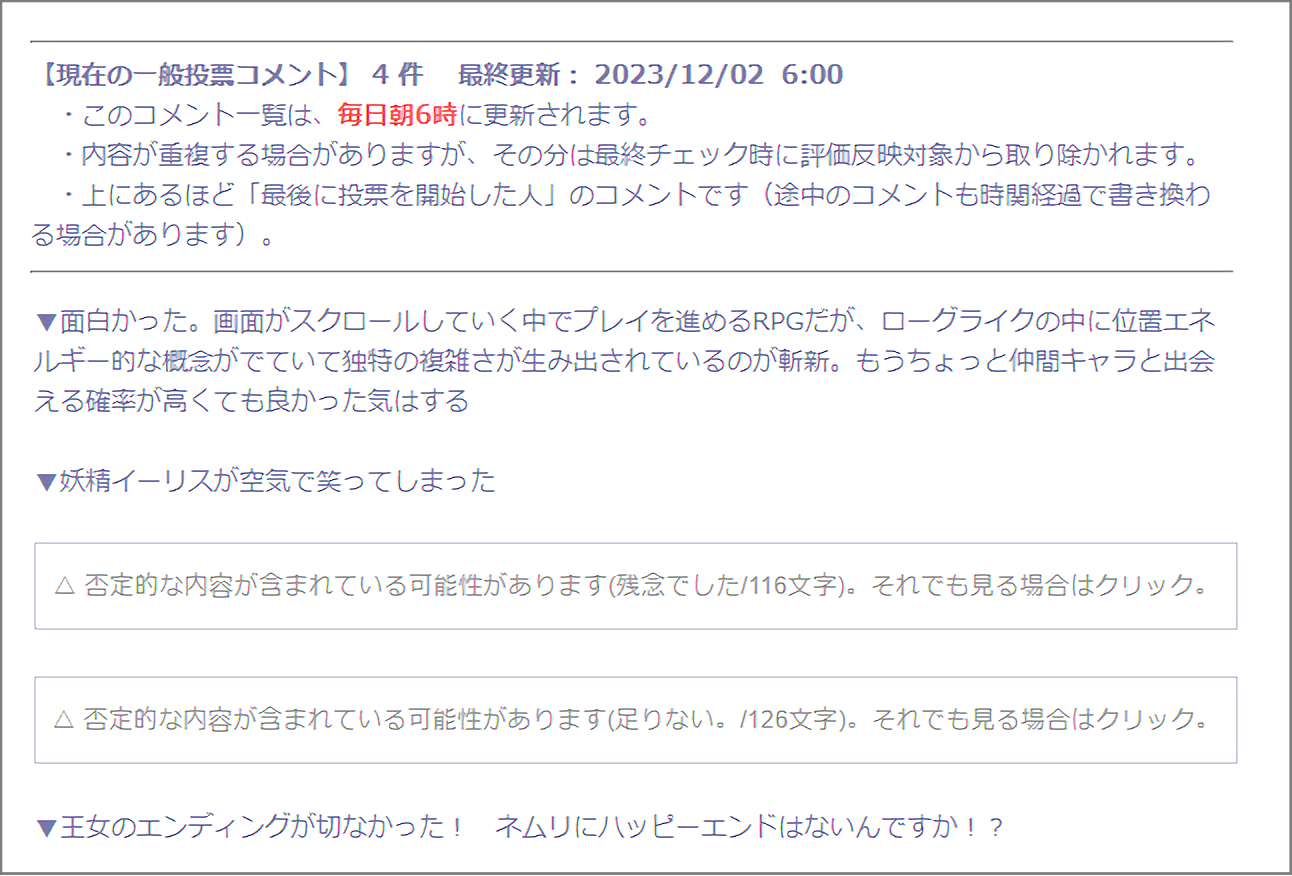 【現在の一般投票コメント】 4 件　最終更新： 2023/12/02 6:00
・このコメント一覧は、毎日朝6時に更新されます。
・内容が重複する場合がありますが、その分は最終チェック時に評価反映対象から取り除かれます。
・上にあるほど「最後に投票を開始した人」のコメントです（途中のコメントも時間経過で書き換わ
る場合があります）。
▼面白かった。画面がスクロールしていく中でプレイを進めるRPGだが、ローグライクの中に位置エネ
ルギー的な概念がでていて独特の複雑さが生み出されているのが斬新。もうちょっと仲間キャラと出会
える確率が高くても良かった気はする
▼妖精イーリスが空気で笑ってしまった
△ 否定的な内容が含まれている可能性があります(残念でした/116文字)。それでも見る場合はクリック。
△ 否定的な内容が含まれている可能性があります(足りない。/126文字)。それでも見る場合はクリック。
▼王女のエンディングが切なかった！　ネムリにハッピーエンドはないんですか！？